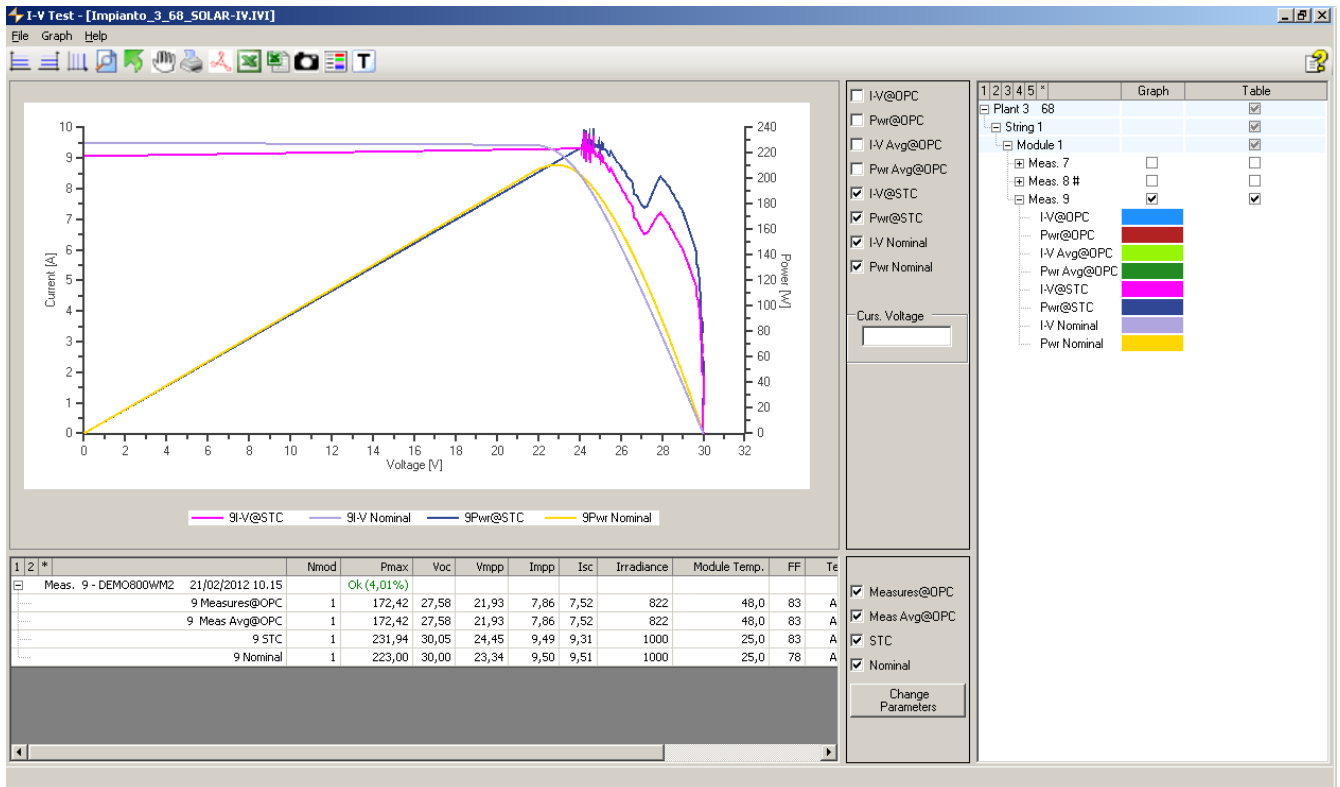 I-V Test - [Impianto_3_68_SOLAR-IV.IVI]
File Graph Help
T
10
9
8
7
6
5
4
3
2
1
0
Current [A]
240
220
200
180
160
140
120
100
80
60
40
20
0
Power [W]
0 2 4 6 8 10 12 14 16 18 20 22 24 26 28 30 32
Voltage [V]
9I-V@STC 9I-V Nominal 9Pwr@STC 9Pwr Nominal
I-V@OPC
Pwr@OPC
I-V Avg@OPC
Pwr Avg@OPC
I-V@STC
Pwr@STC
I-V Nominal
Pwr Nominal
Curs. Voltage
1 2 3 4 5 * Graph Table
Plant 3 68
String 1
Module 1
Meas. 7
Meas. 8 #
Meas. 9
I-V@OPC
Pwr@OPC
I-V Avg@OPC
Pwr Avg@OPC
I-V@STC
Pwr@STC
I-V Nominal
Pwr Nominal
1 2 * Nmod Pmax Voc Vmpp Impp Isc Irradiance Module Temp. FF Te
Meas. 9 - DEMO800WM2 21/02/2012 10.15 Ok (4,01%)
9 Measures@OPC 1 172,42 27,58 21,93 7,86 7,52 822 48,0 83 A
9 Meas Avg@OPC 1 172,42 27,58 21,93 7,86 7,52 822 48,0 83 A
9 STC 1 231,94 30,05 24,45 9,49 9,31 1000 25,0 83 A
9 Nominal 1 223,00 30,00 23,34 9,50 9,51 1000 25,0 78 A
Measures@OPC
Meas Avg@OPC
STC
Nominal
Change
Parameters